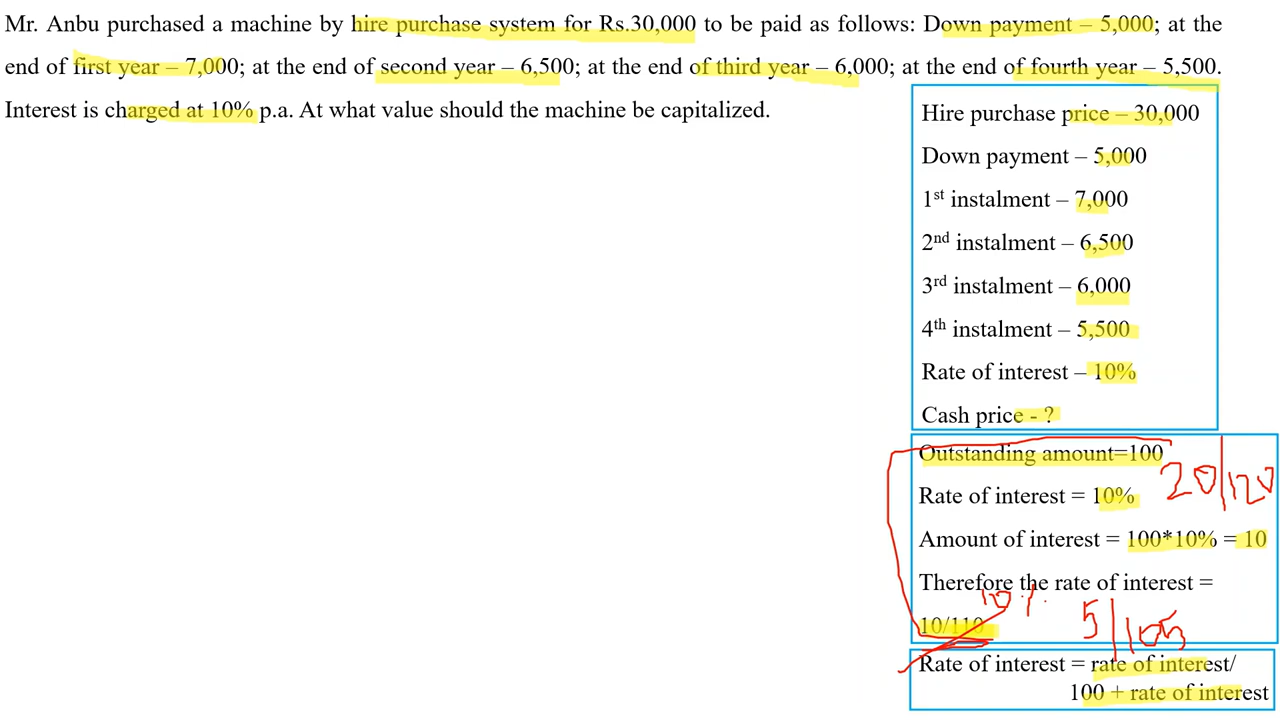 Mr. Anbu purchased a machine by hire purchase system for Rs.30,000 to be paid as follows: Down payment – 5,000; at the
end of first year – 7,000; at the end of second year – 6,500; at the end of third year – 6,000; at the end of fourth year – 5,500.
Interest is charged at 10% p.a. At what value should the machine be capitalized.
Hire purchase price – 30,000
Down payment – 5,000
1st instalment – 7,000
2nd instalment – 6,500
3rd instalment – 6,000
4th instalment – 5,500
Rate of interest – 10%
Cash price - ?
Outstanding amount=100
20/120
Rate of interest = 10%
Amount of interest = 100*10% = 10
Therefore the rate of interest =
10%
10/110
5/105
Rate of interest = rate of interest/
100 + rate of interest